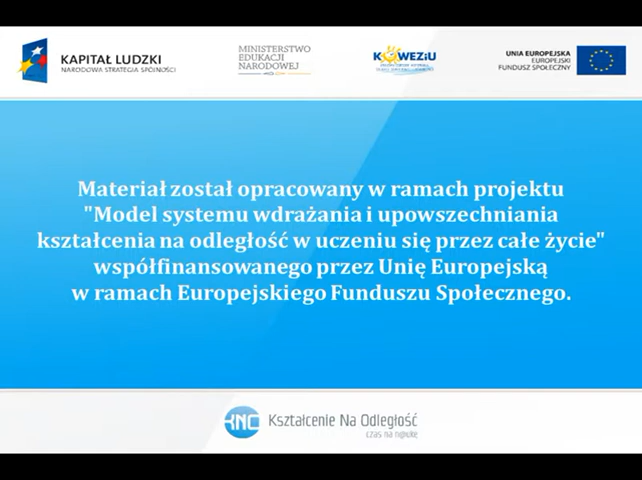 KAPITAŁ LUDZKI
NARODOWA STRATEGIA SPÓJNOŚCI
MINISTERSTWO
EDUKACJI
NARODOWEJ
KOWEZiU
UNIA EUROPEJSKA
EUROPEJSKI
FUNDUSZ SPOŁECZNY
Materiał został opracowany w ramach projektu
"Model systemu wdrażania i upowszechniania
kształcenia na odległość w uczeniu się przez całe życie"
współfinansowanego przez Unię Europejską
w ramach Europejskiego Funduszu Społecznego.
KNO Kształcenie Na Odległość
czas na n@ukę